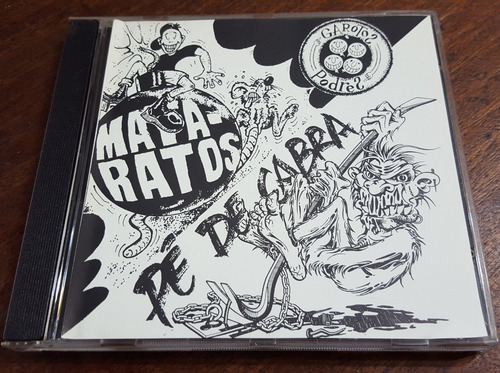 GAROTOS
PODRES
MATA-
RATOS
PÉ DE CABRA